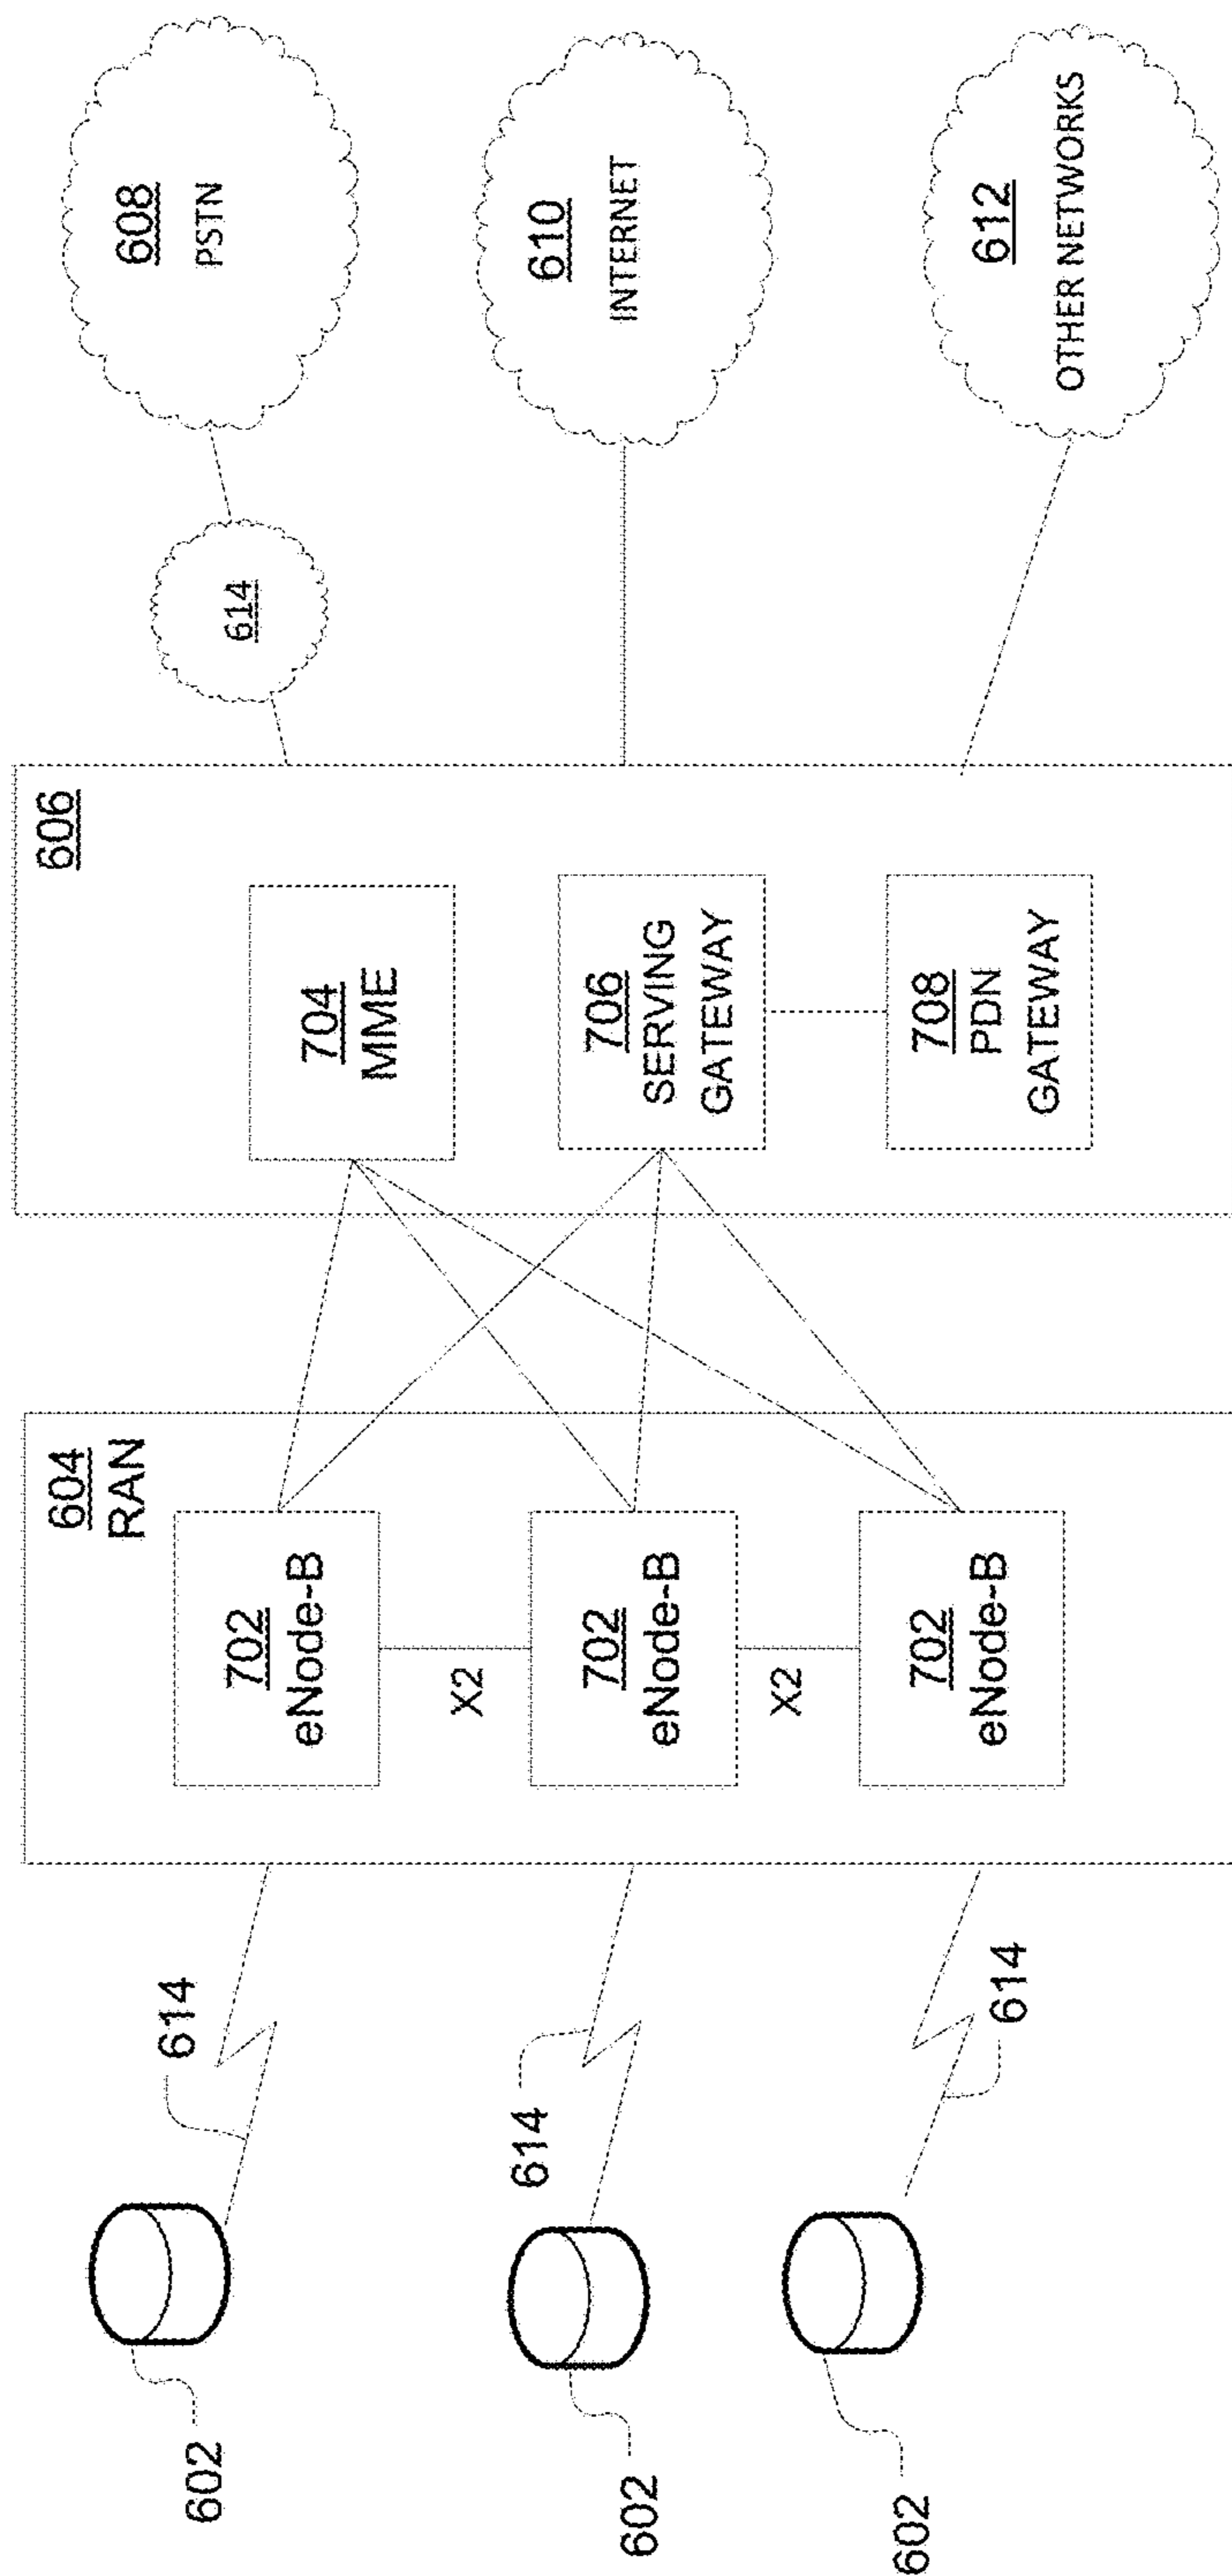 602
602
602
614
614
614
604
RAN
702
eNode-B
X2
702
eNode-B
X2
702
eNode-B
606
704
MME
706
SERVING
GATEWAY
708
PDN
GATEWAY
614
608
PSTN
610
INTERNET
612
OTHER NETWORKS